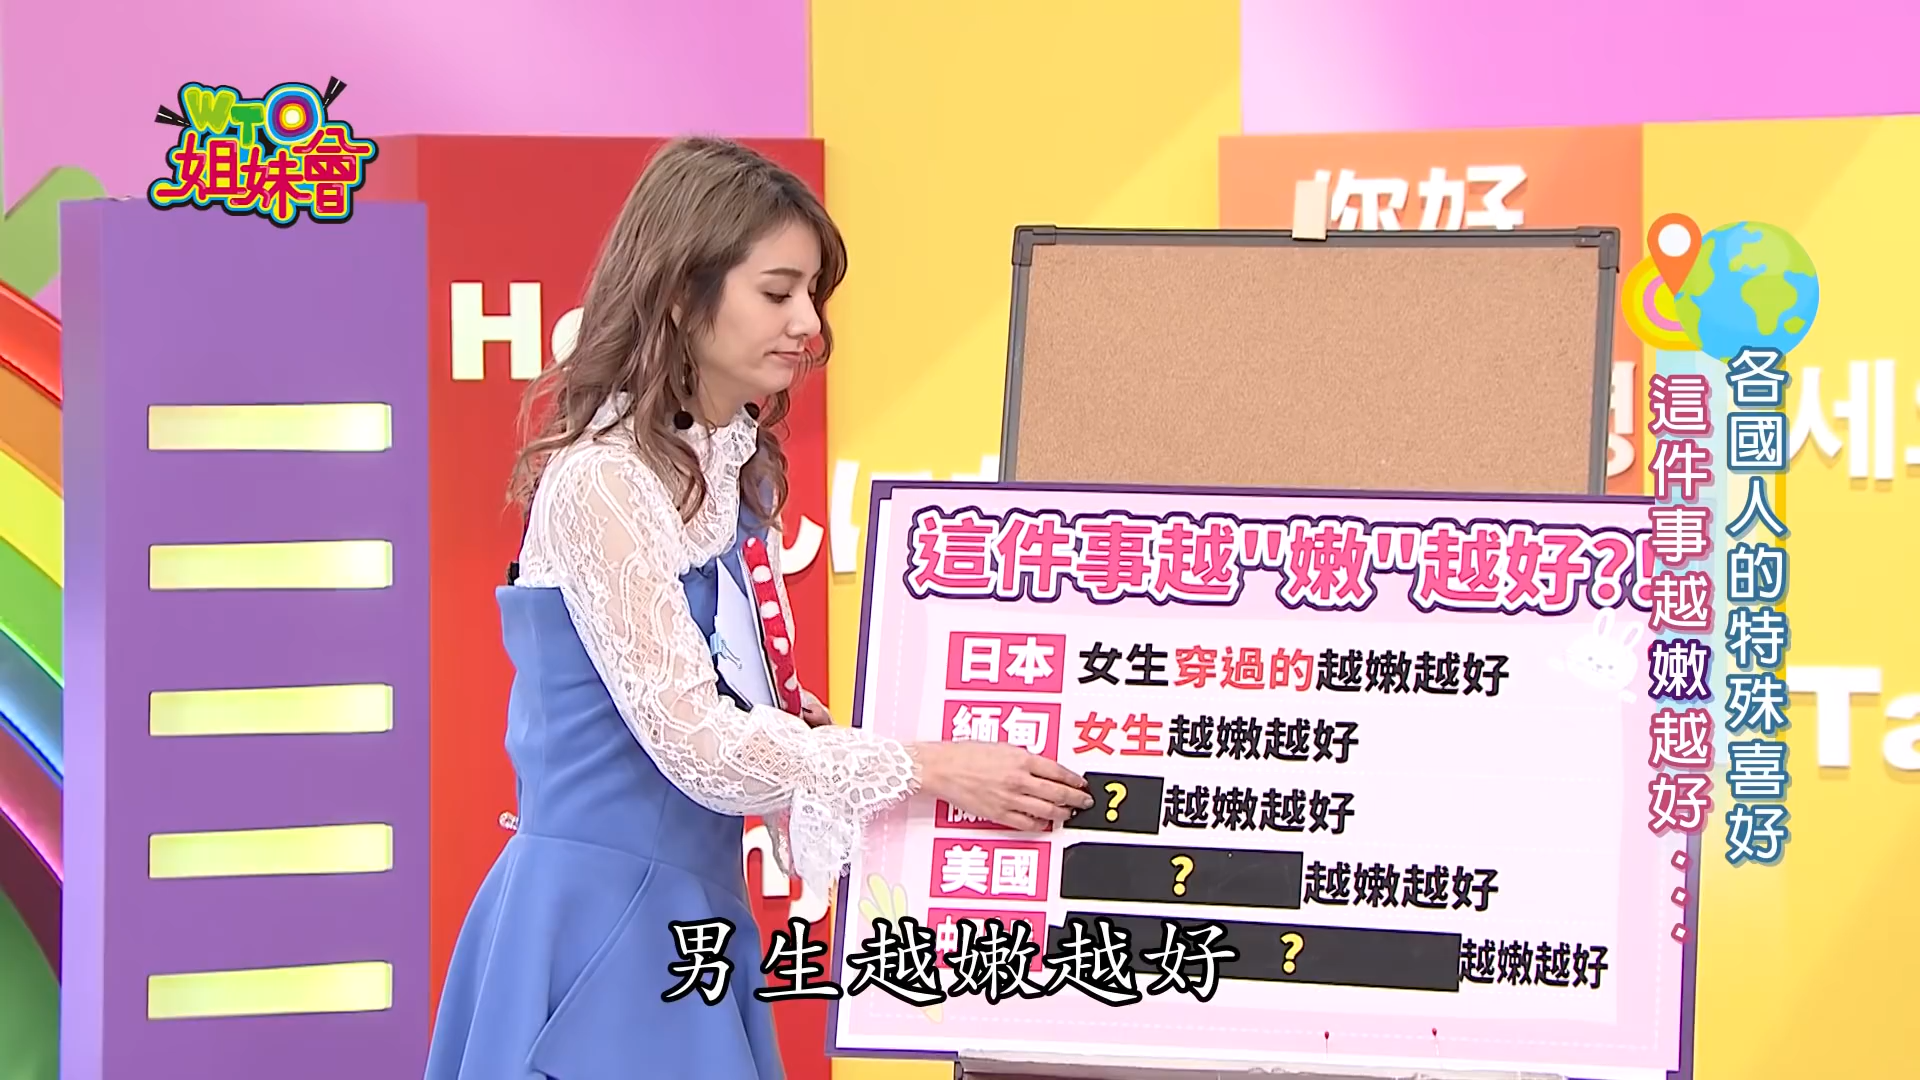 WTO
姐妹會
你好
He
세
Ta
各國人的特殊喜好
這件事越嫩越好...
這件事越"嫩"越好?!
日本 女生穿過的越嫩越好
緬甸 女生越嫩越好
? 越嫩越好
美國 ? 越嫩越好
? 越嫩越好
男生越嫩越好